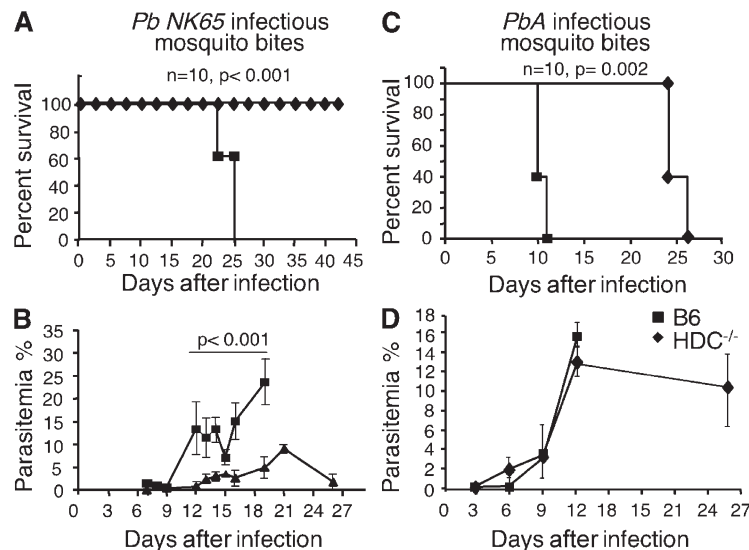 A
Pb NK65 infectious
mosquito bites
n=10, p< 0.001
Percent survival
100
80
60
40
20
0
0 5 10 15 20 25 30 35 40 45
Days after infection
C
PbA infectious
mosquito bites
n=10, p= 0.002
Percent survival
100
80
60
40
20
0
0 5 10 15 20 25 30
Days after infection
B
p< 0.001
Parasitemia %
35
30
25
20
15
10
5
0
0 3 6 9 12 15 18 21 24 27
Days after infection
D
B6
HDC-/-
Parasitemia %
18
16
14
12
10
8
6
4
2
0
0 3 6 9 12 15 18 21 24 27
Days after infection